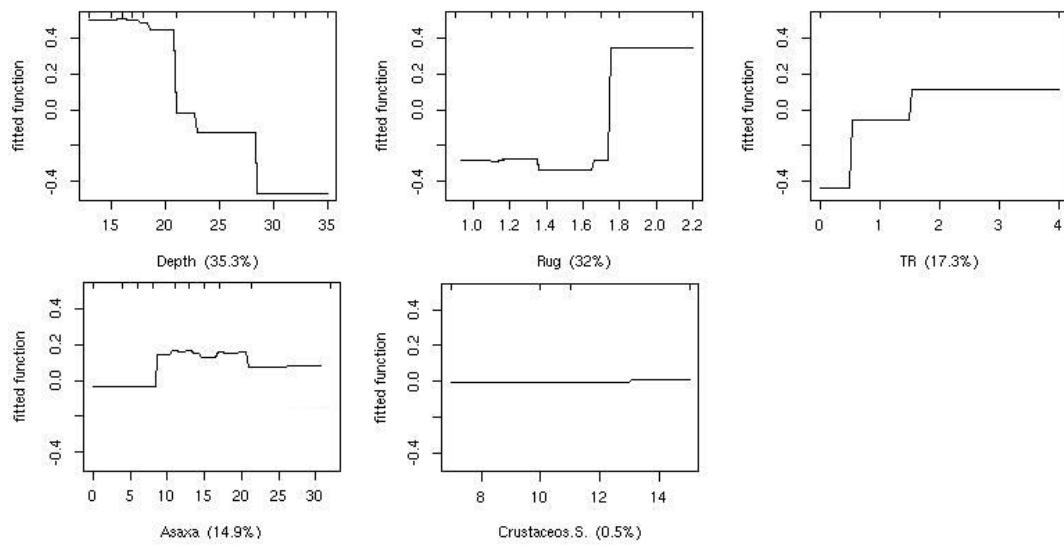 fitted function
-0.4 0.0 0.2 0.4
15 20 25 30 35
Depth (35.3%)
fitted function
-0.4 0.0 0.2 0.4
1.0 1.2 1.4 1.6 1.8 2.0 2.2
Rug (32%)
fitted function
-0.4 0.0 0.2 0.4
0 1 2 3 4
TR (17.3%)
fitted function
-0.4 0.0 0.2 0.4
0 5 10 15 20 25 30
Asaxa (14.9%)
fitted function
-0.4 0.0 0.2 0.4
8 10 12 14
Crustaceos.S. (0.5%)